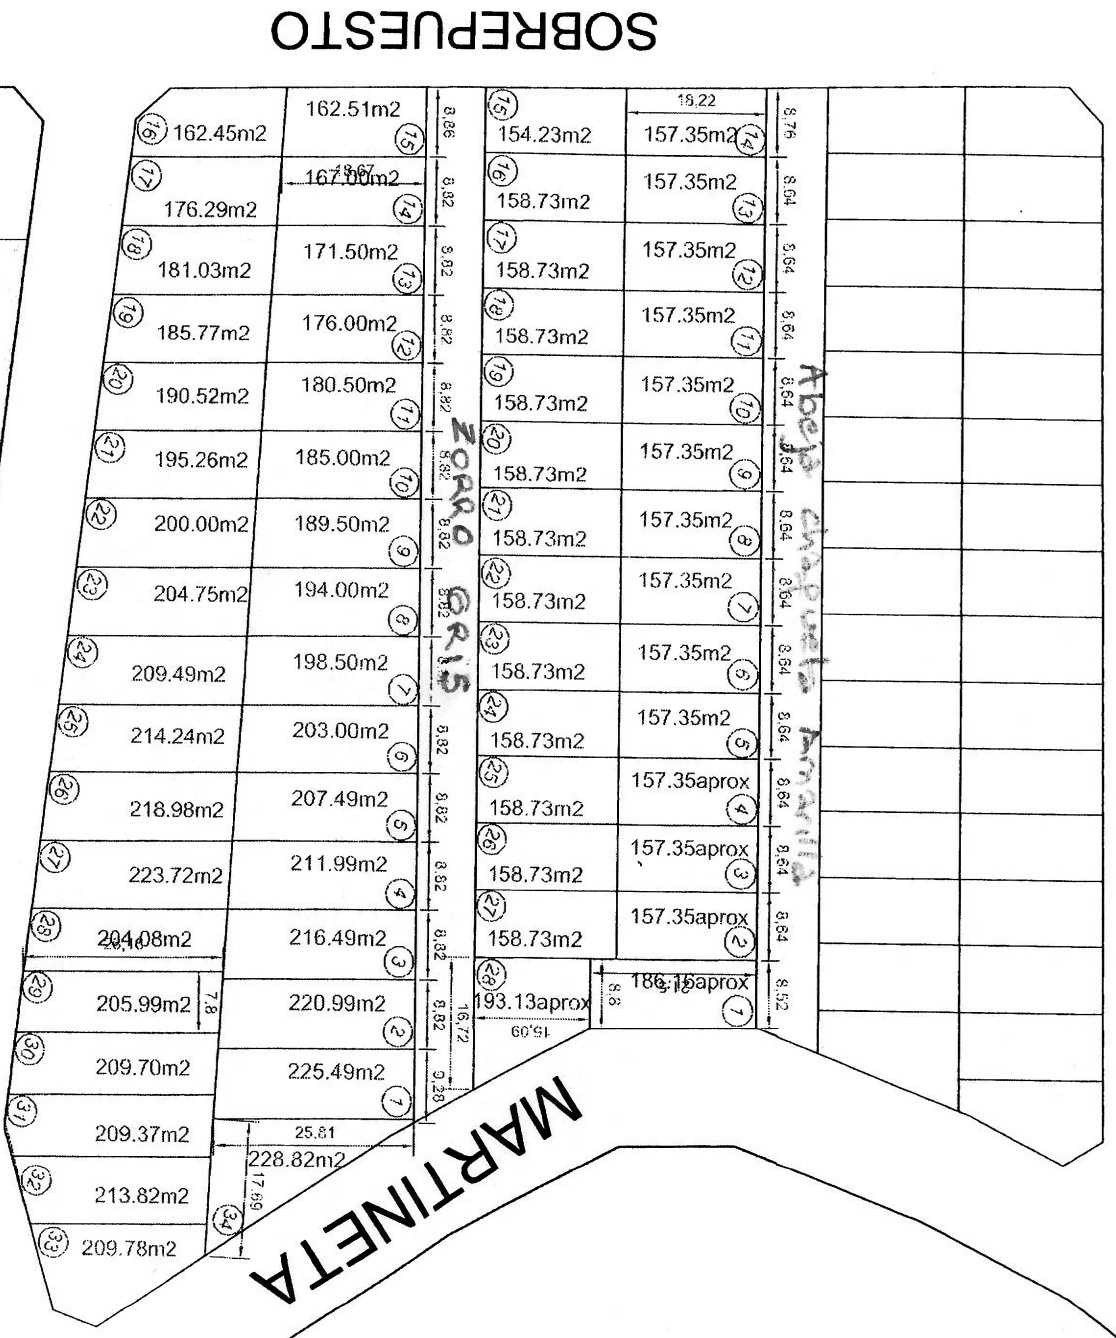 SOBREPUESTO
16 162.45m2
162.51m2 15
8,86
15 154.23m2
18,22
157.35m2 14
8,76
17 176.29m2
18,67
167.00m2 14
8,82
16 158.73m2
157.35m2 13
8,64
18 181.03m2
171.50m2 13
8,82
17 158.73m2
157.35m2 12
8,64
19 185.77m2
176.00m2 12
8,82
18 158.73m2
157.35m2 11
8,64
20 190.52m2
180.50m2 11
8,82
19 158.73m2
157.35m2 10
8,64
21 195.26m2
185.00m2 10
8,82
20 158.73m2
157.35m2 9
8,64
22 200.00m2
189.50m2 9
8,82
21 158.73m2
157.35m2 8
8,64
23 204.75m2
194.00m2 8
8,82
22 158.73m2
157.35m2 7
8,64
24 209.49m2
198.50m2 7
23 158.73m2
157.35m2 6
8,64
25 214.24m2
203.00m2 6
8,82
24 158.73m2
157.35m2 5
8,64
26 218.98m2
207.49m2 5
8,82
25 158.73m2
157.35aprox 4
8,64
27 223.72m2
211.99m2 4
8,82
26 158.73m2
157.35aprox 3
8,64
28 204.08m2
216.49m2 3
8,82
27 158.73m2
157.35aprox 2
8,64
29 205.99m2
7,8
220.99m2 2
8,82
16,72
28 193.13aprox
15,09
8,8
186.16aprox 1
8,52
30 209.70m2
225.49m2 1
9,28
31 209.37m2
25.81
228.82m2 34
17,69
32 213.82m2
33 209.78m2
ZORRO GRIS
Abeja chaqueta Amarilla
MARTINETA